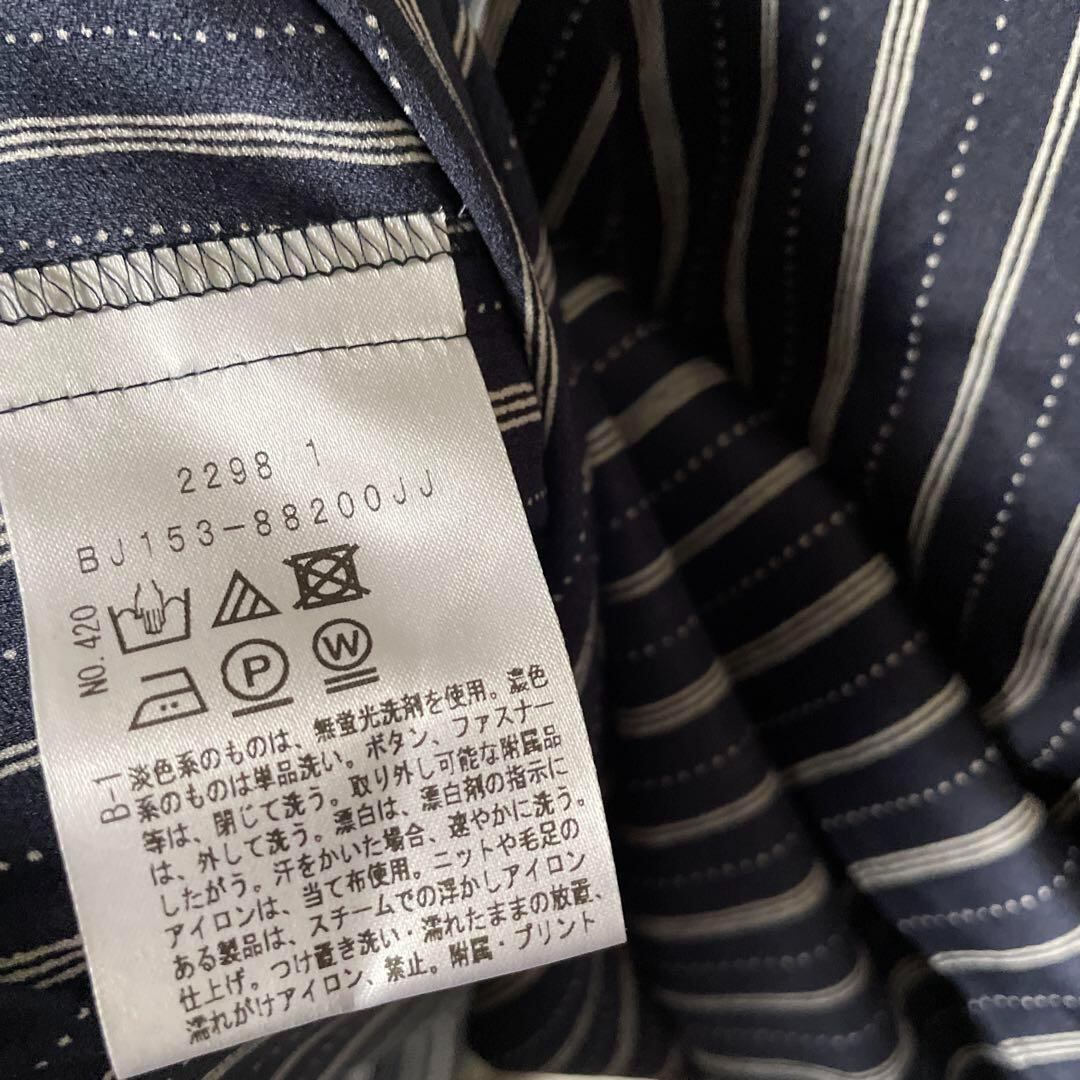 2298 1
BJ153-88200JJ
NO.420
P
W
B-1
淡色系のものは、無蛍光洗剤を使用。濃色
系のものは単品洗い。ボタン、ファスナー
等は、閉じて洗う。取り外し可能な附属品
は、外して洗う。漂白は、漂白剤の指示に
したがう。汗をかいた場合、速やかに洗う。
アイロンは、当て布使用。ニットや毛足の
ある製品は、スチームでの浮かしアイロン
仕上げ。つけ置き洗い・濡れたままの放置、
濡れがけアイロン、禁止。附属・プリント